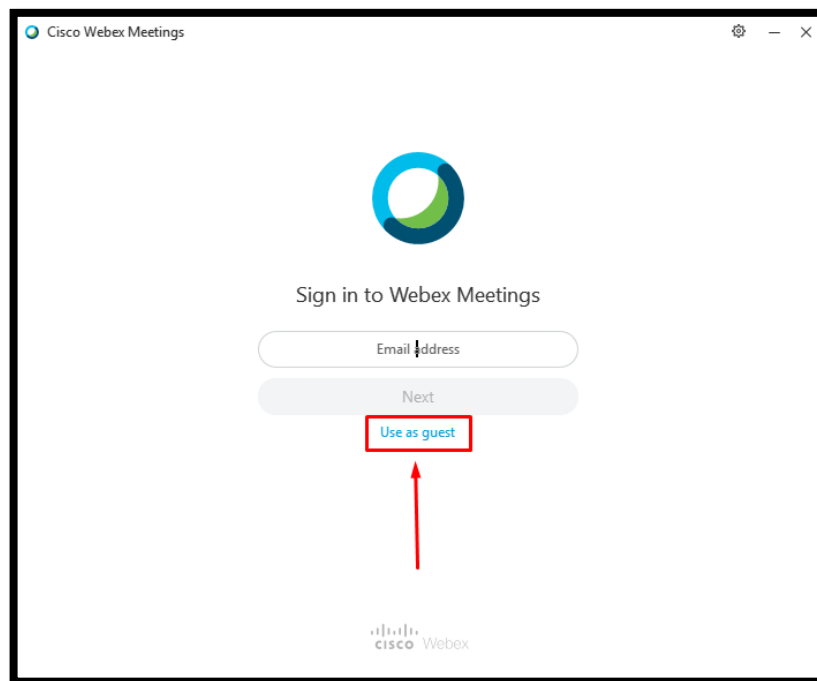 Cisco Webex Meetings
Sign in to Webex Meetings
Email address
Next
Use as guest
cisco Webex